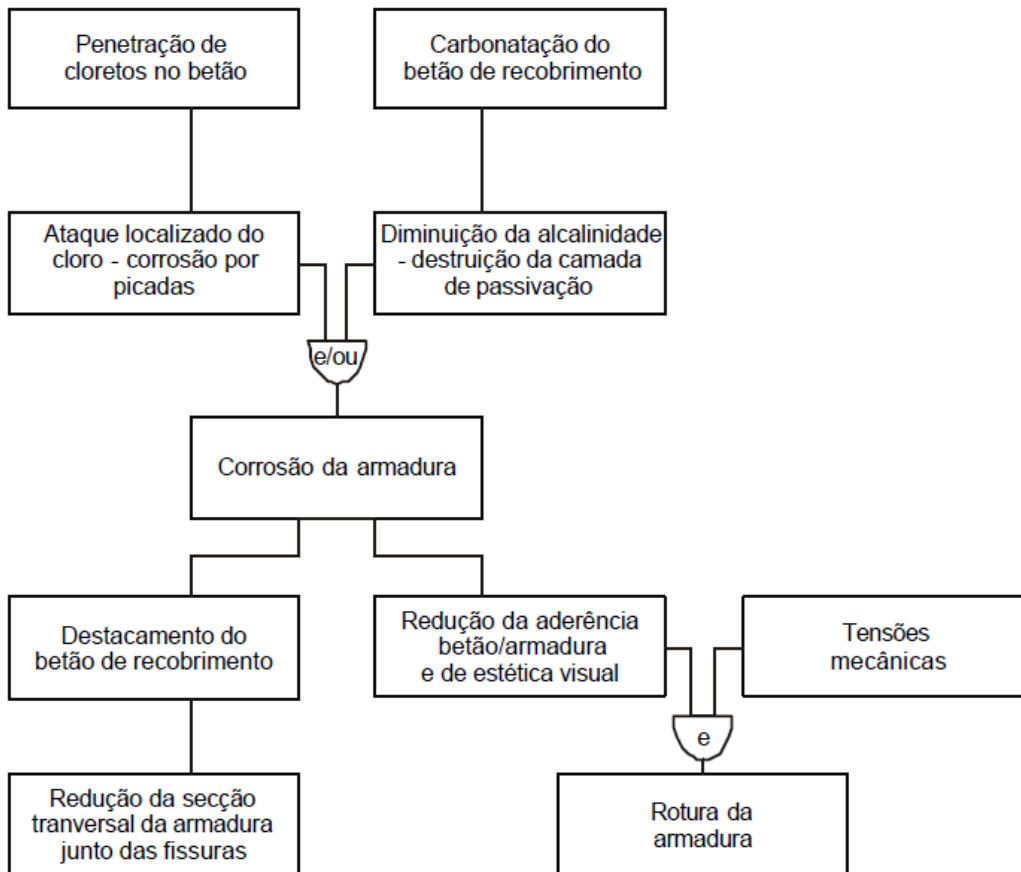 Penetração de
cloretos no betão
Carbonatação do
betão de recobrimento
Ataque localizado do
cloro - corrosão por
picadas
Diminuição da alcalinidade
- destruição da camada
de passivação
e/ou
Corrosão da armadura
Destacamento do
betão de recobrimento
Redução da aderência
betão/armadura
e de estética visual
Tensões
mecânicas
e
Redução da secção
tranversal da armadura
junto das fissuras
Rotura da
armadura